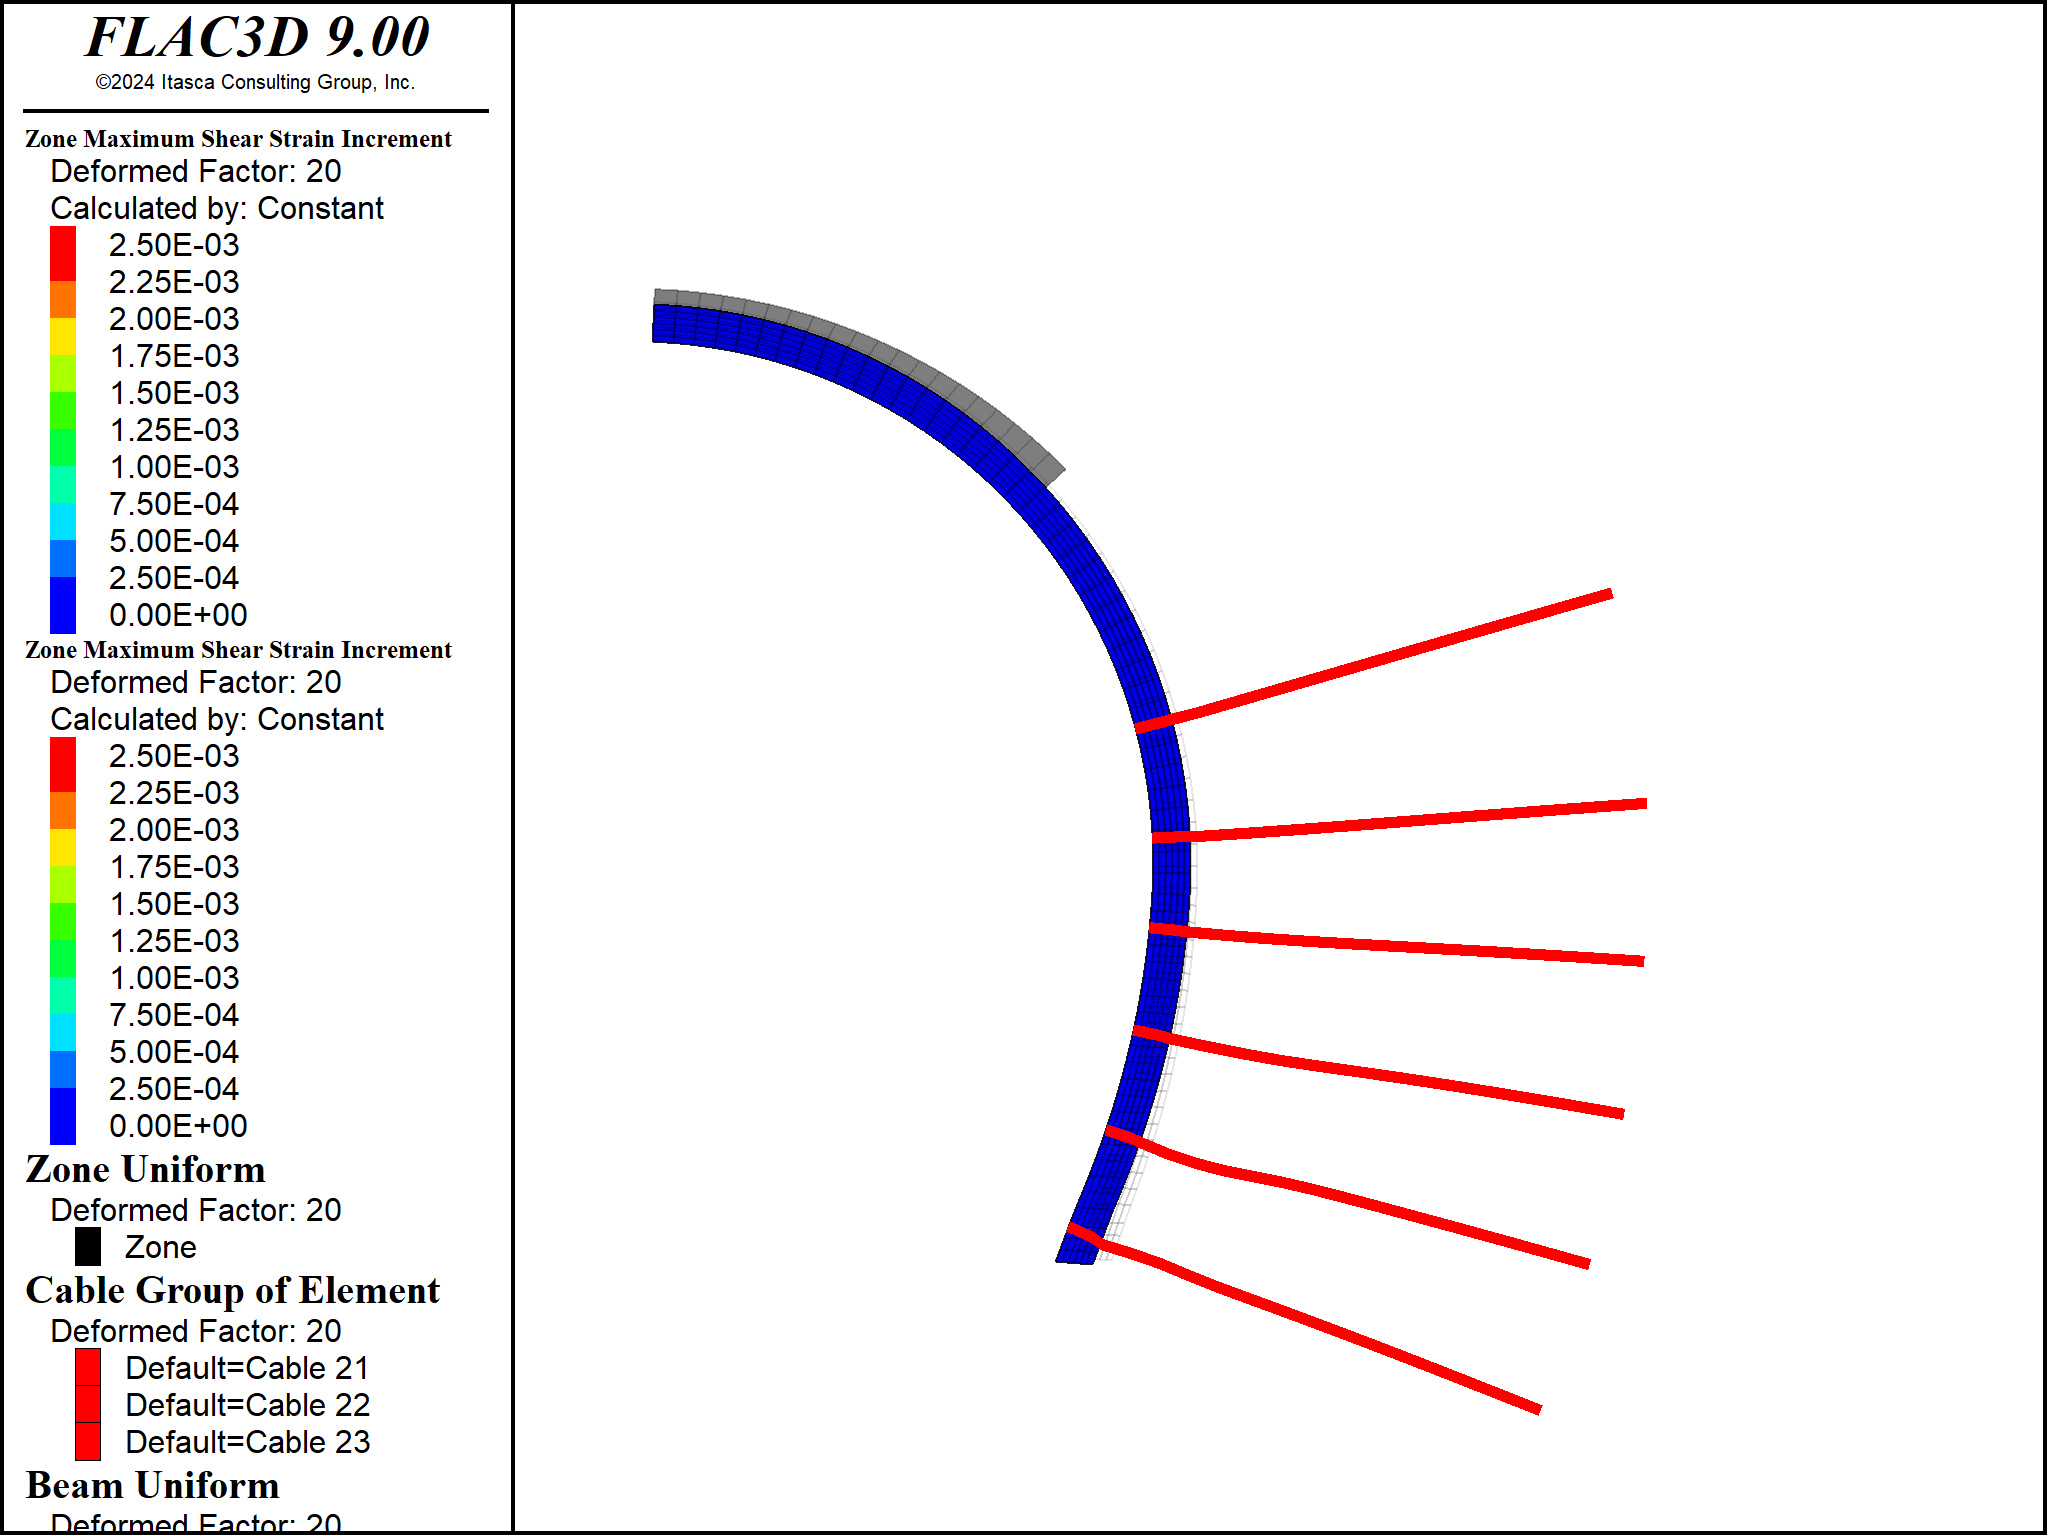 FLAC3D 9.00
©2024 Itasca Consulting Group, Inc.
Zone Maximum Shear Strain Increment
Deformed Factor: 20
Calculated by: Constant
2.50E-03
2.25E-03
2.00E-03
1.75E-03
1.50E-03
1.25E-03
1.00E-03
7.50E-04
5.00E-04
2.50E-04
0.00E+00
Zone Maximum Shear Strain Increment
Deformed Factor: 20
Calculated by: Constant
2.50E-03
2.25E-03
2.00E-03
1.75E-03
1.50E-03
1.25E-03
1.00E-03
7.50E-04
5.00E-04
2.50E-04
0.00E+00
Zone Uniform
Deformed Factor: 20
Zone
Cable Group of Element
Deformed Factor: 20
Default=Cable 21
Default=Cable 22
Default=Cable 23
Beam Uniform
Deformed Factor: 20